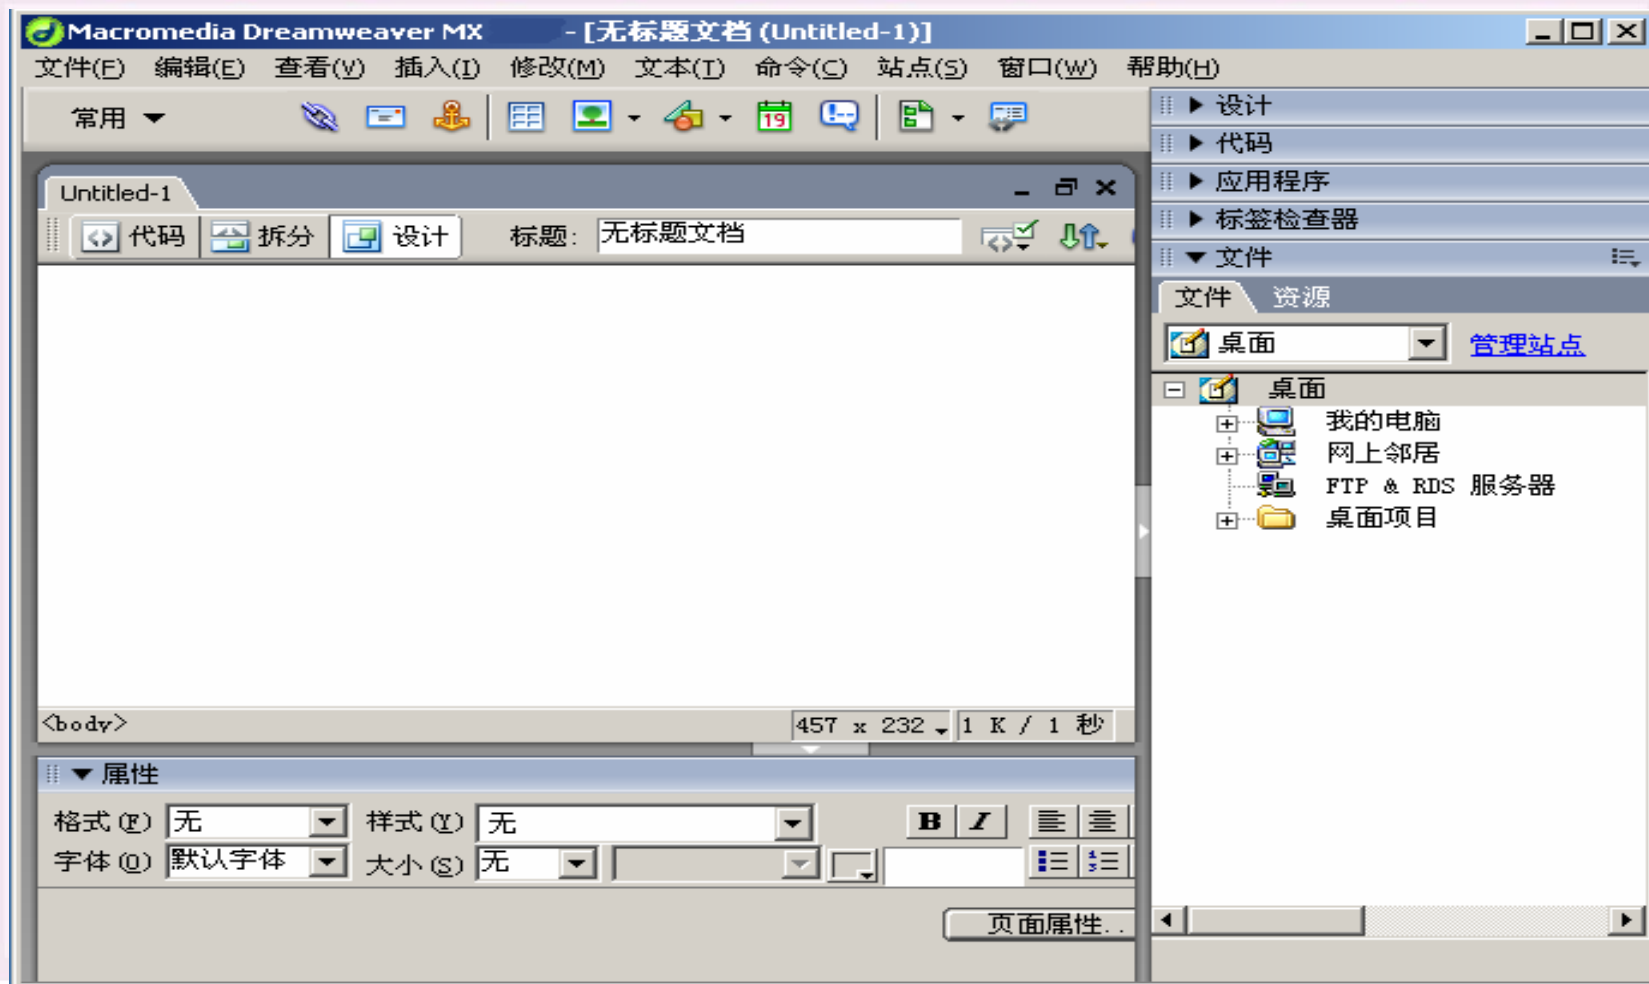 Macromedia Dreamweaver MX - [无标题文档 (Untitled-1)]
文件(F) 编辑(E) 查看(V) 插入(I) 修改(M) 文本(T) 命令(C) 站点(S) 窗口(W) 帮助(H)
常用
19
设计
代码
应用程序
标签检查器
文件
文件 资源
桌面 管理站点
桌面
我的电脑
网上邻居
FTP & RDS 服务器
桌面项目
Untitled-1
代码 拆分 设计 标题: 无标题文档
<body> 457 x 232 1 K / 1 秒
属性
格式(F) 无 样式(Y) 无 B I
字体(O) 默认字体 大小(S) 无
页面属性..